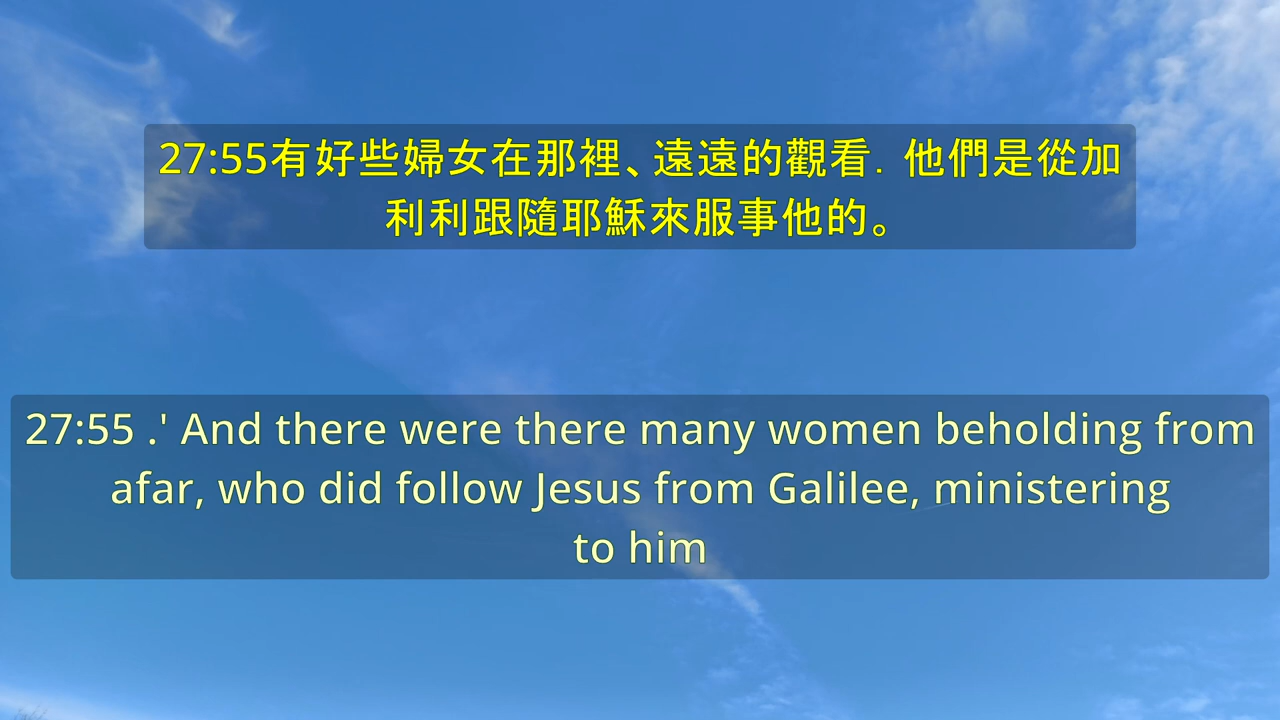 27:55有好些婦女在那裡、遠遠的觀看．他們是從加
利利跟隨耶穌來服事他的。
27:55 .' And there were there many women beholding from
afar, who did follow Jesus from Galilee, ministering
to him